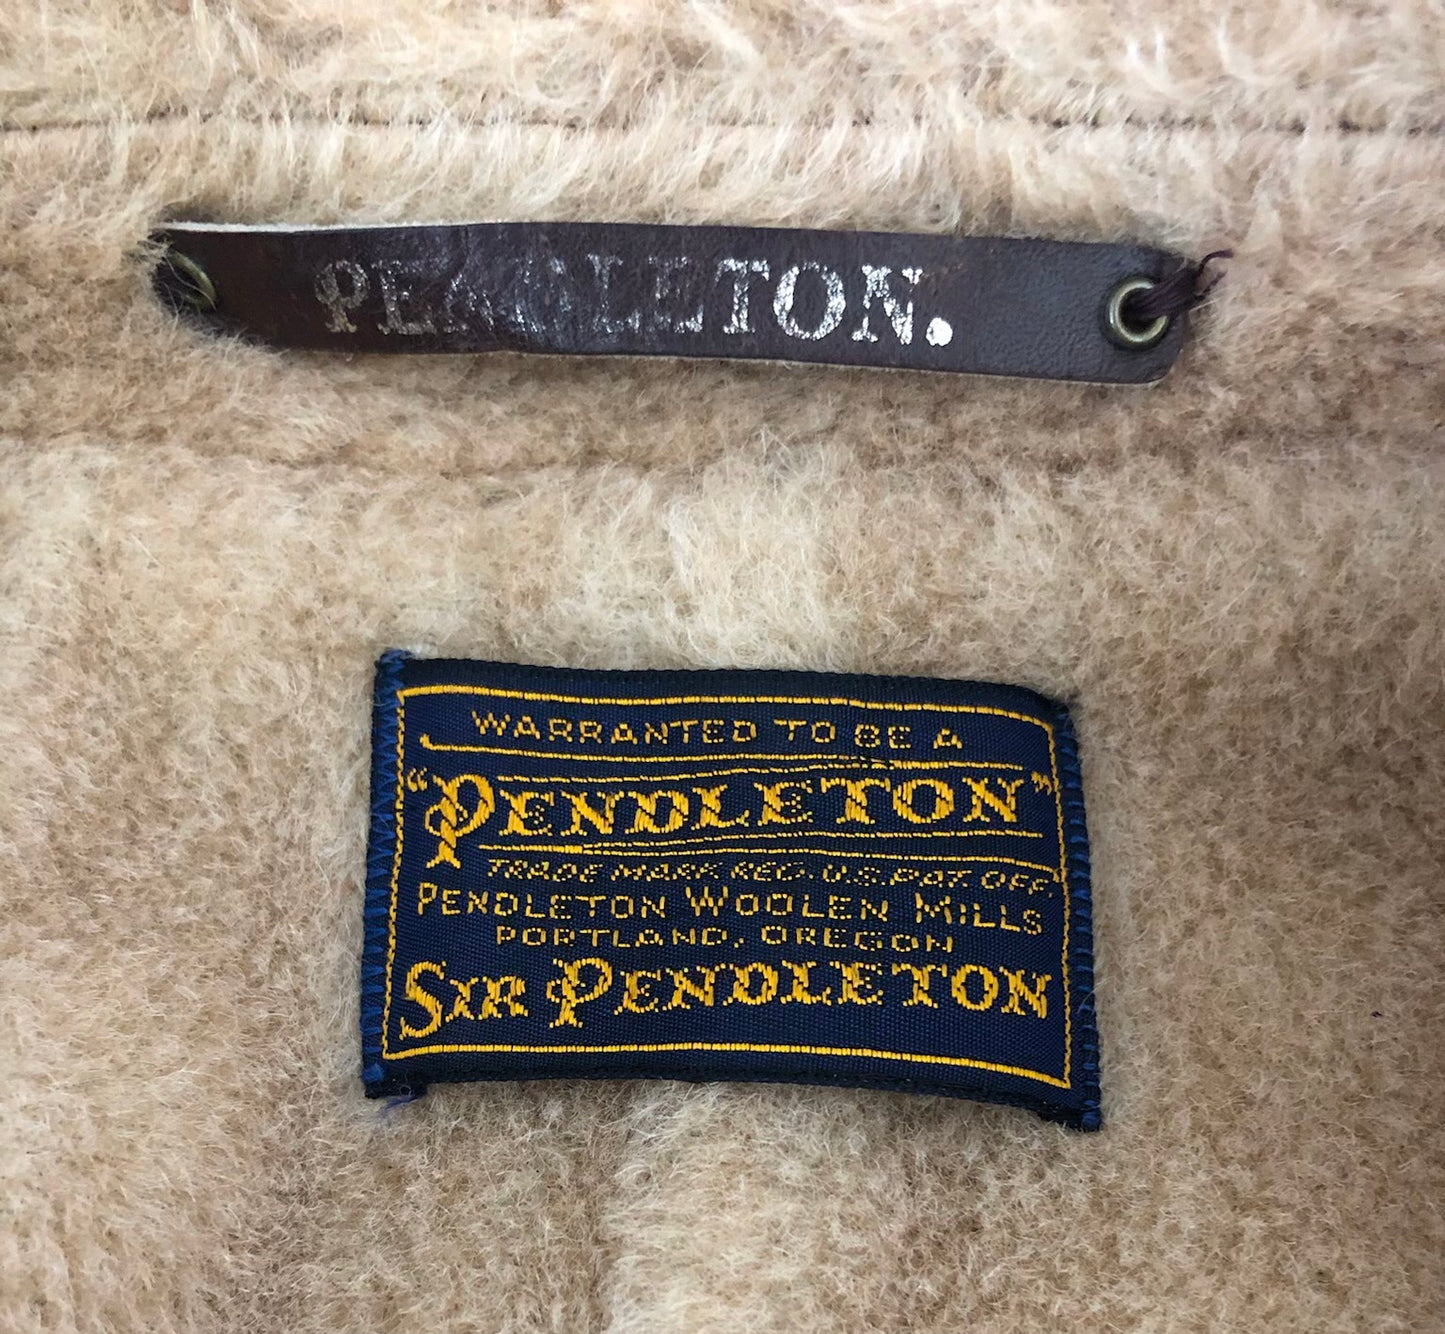 PENDLETON.
WARRANTED TO BE A
"PENDLETON"
TRADE MARK REG. U.S. PAT. OFF.
PENDLETON WOOLEN MILLS
PORTLAND, OREGON
SIR PENDLETON